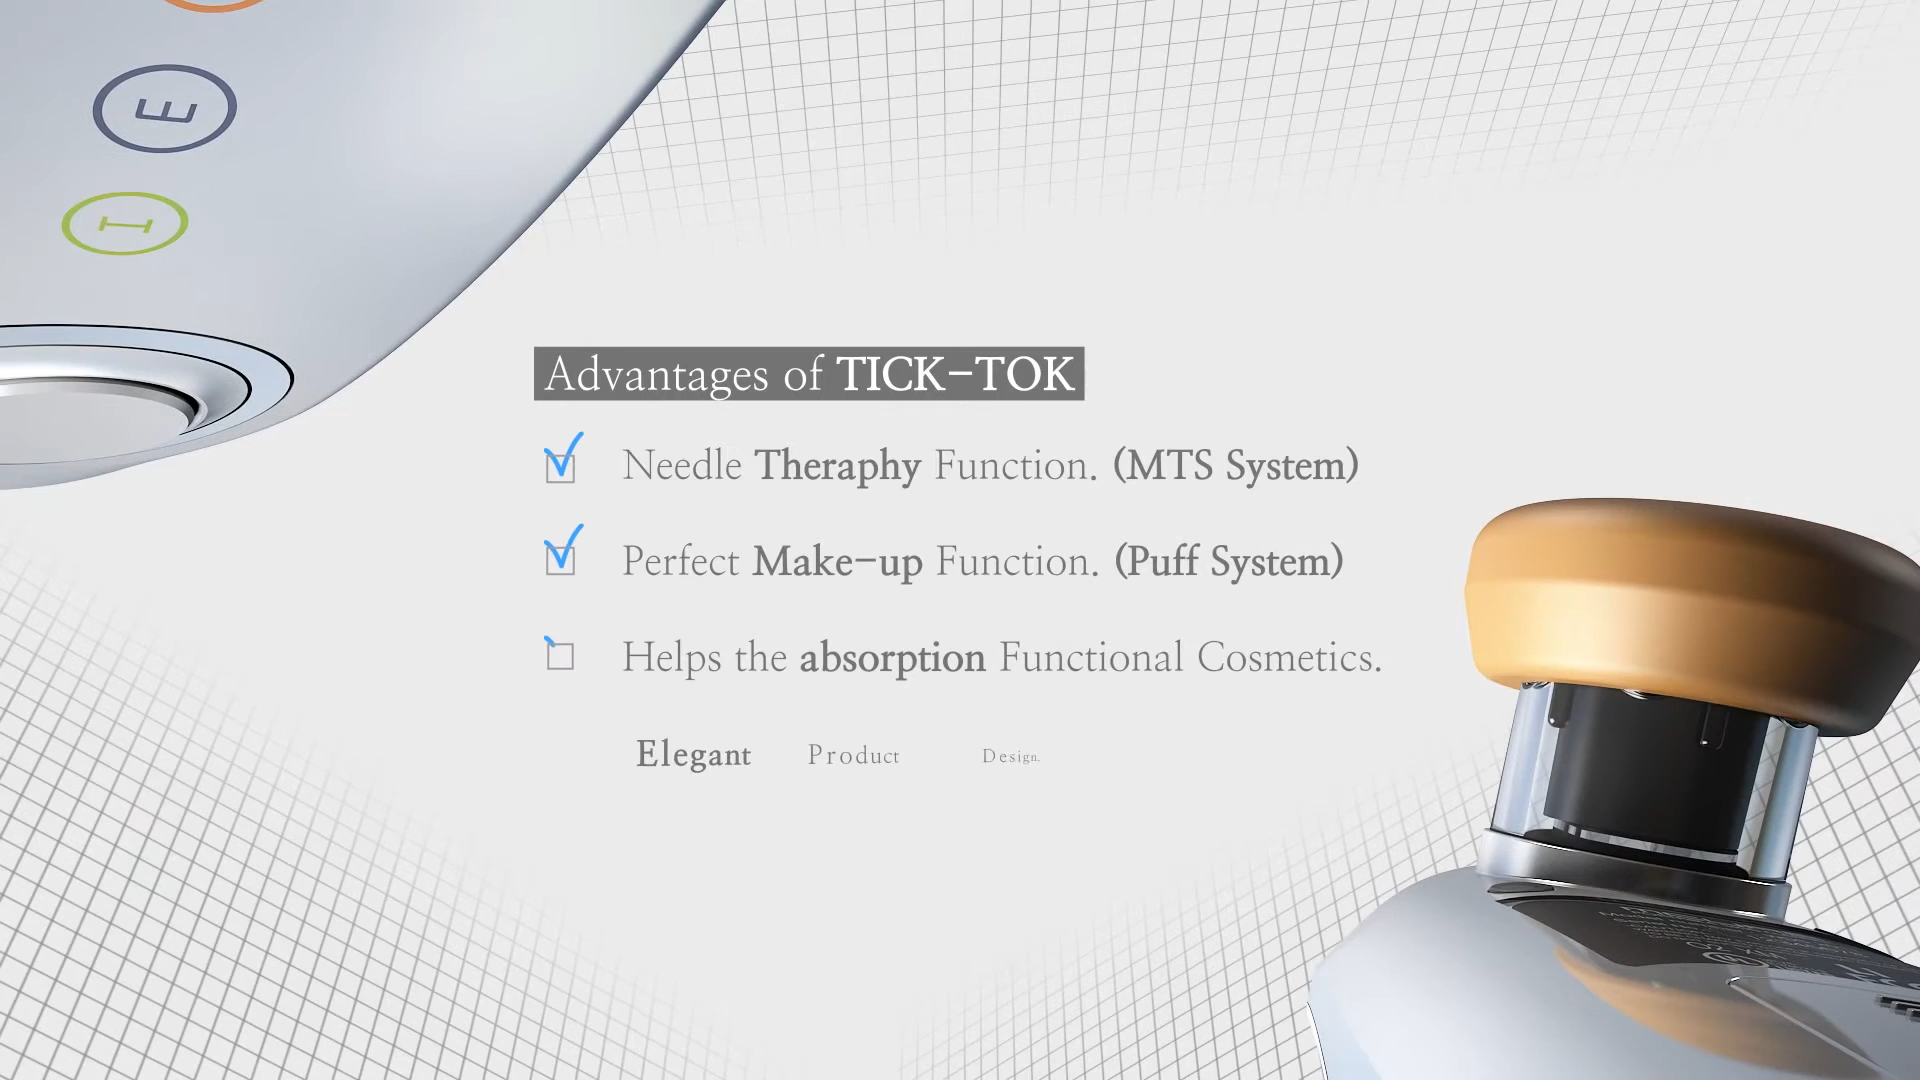 E
I
Advantages of TICK-TOK
Needle Theraphy Function. (MTS System)
Perfect Make-up Function. (Puff System)
Helps the absorption Functional Cosmetics.
Elegant Product Design.